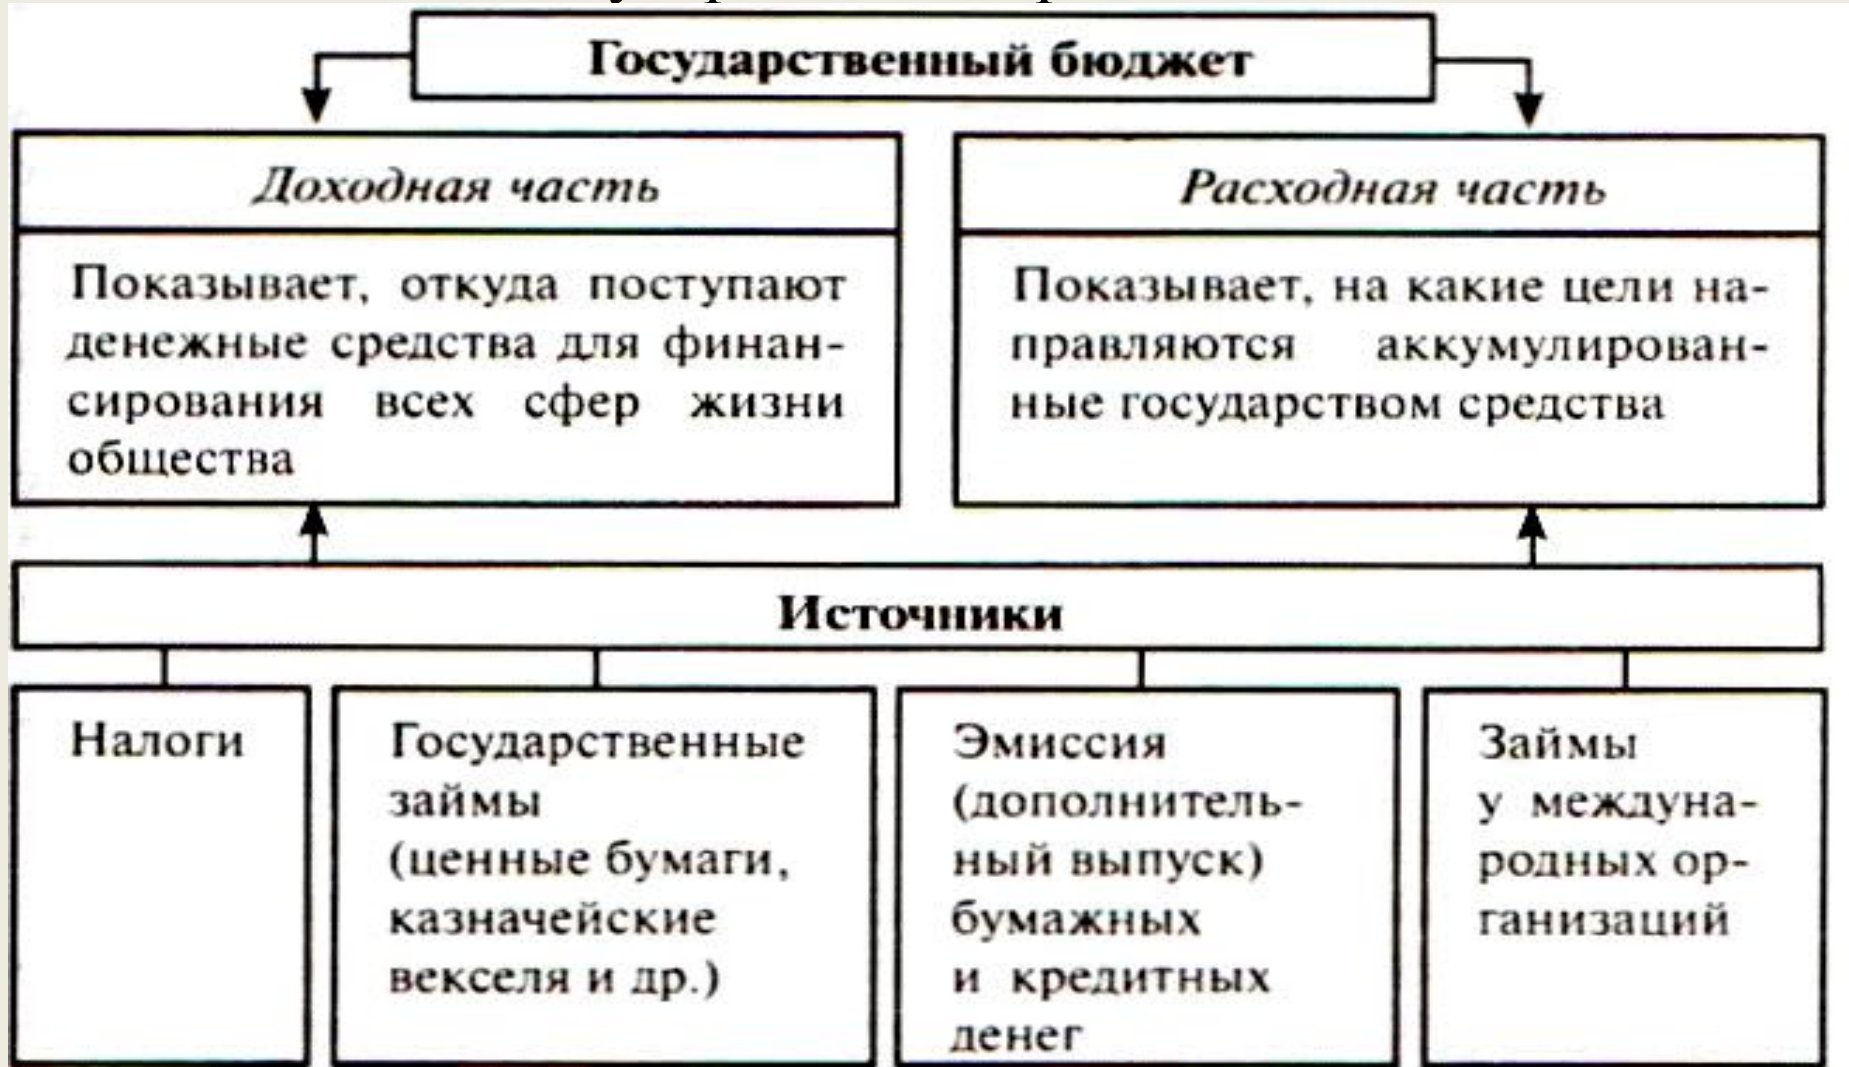 Государственный бюджет
Доходная часть
Показывает, откуда поступают
денежные средства для финан-
сирования всех сфер жизни
общества
Расходная часть
Показывает, на какие цели на-
правляются аккумулирован-
ные государством средства
Источники
Налоги
Государственные
займы
(ценные бумаги,
казначейские
векселя и др.)
Эмиссия
(дополнитель-
ный выпуск)
бумажных
и кредитных
денег
Займы
у междуна-
родных ор-
ганизаций